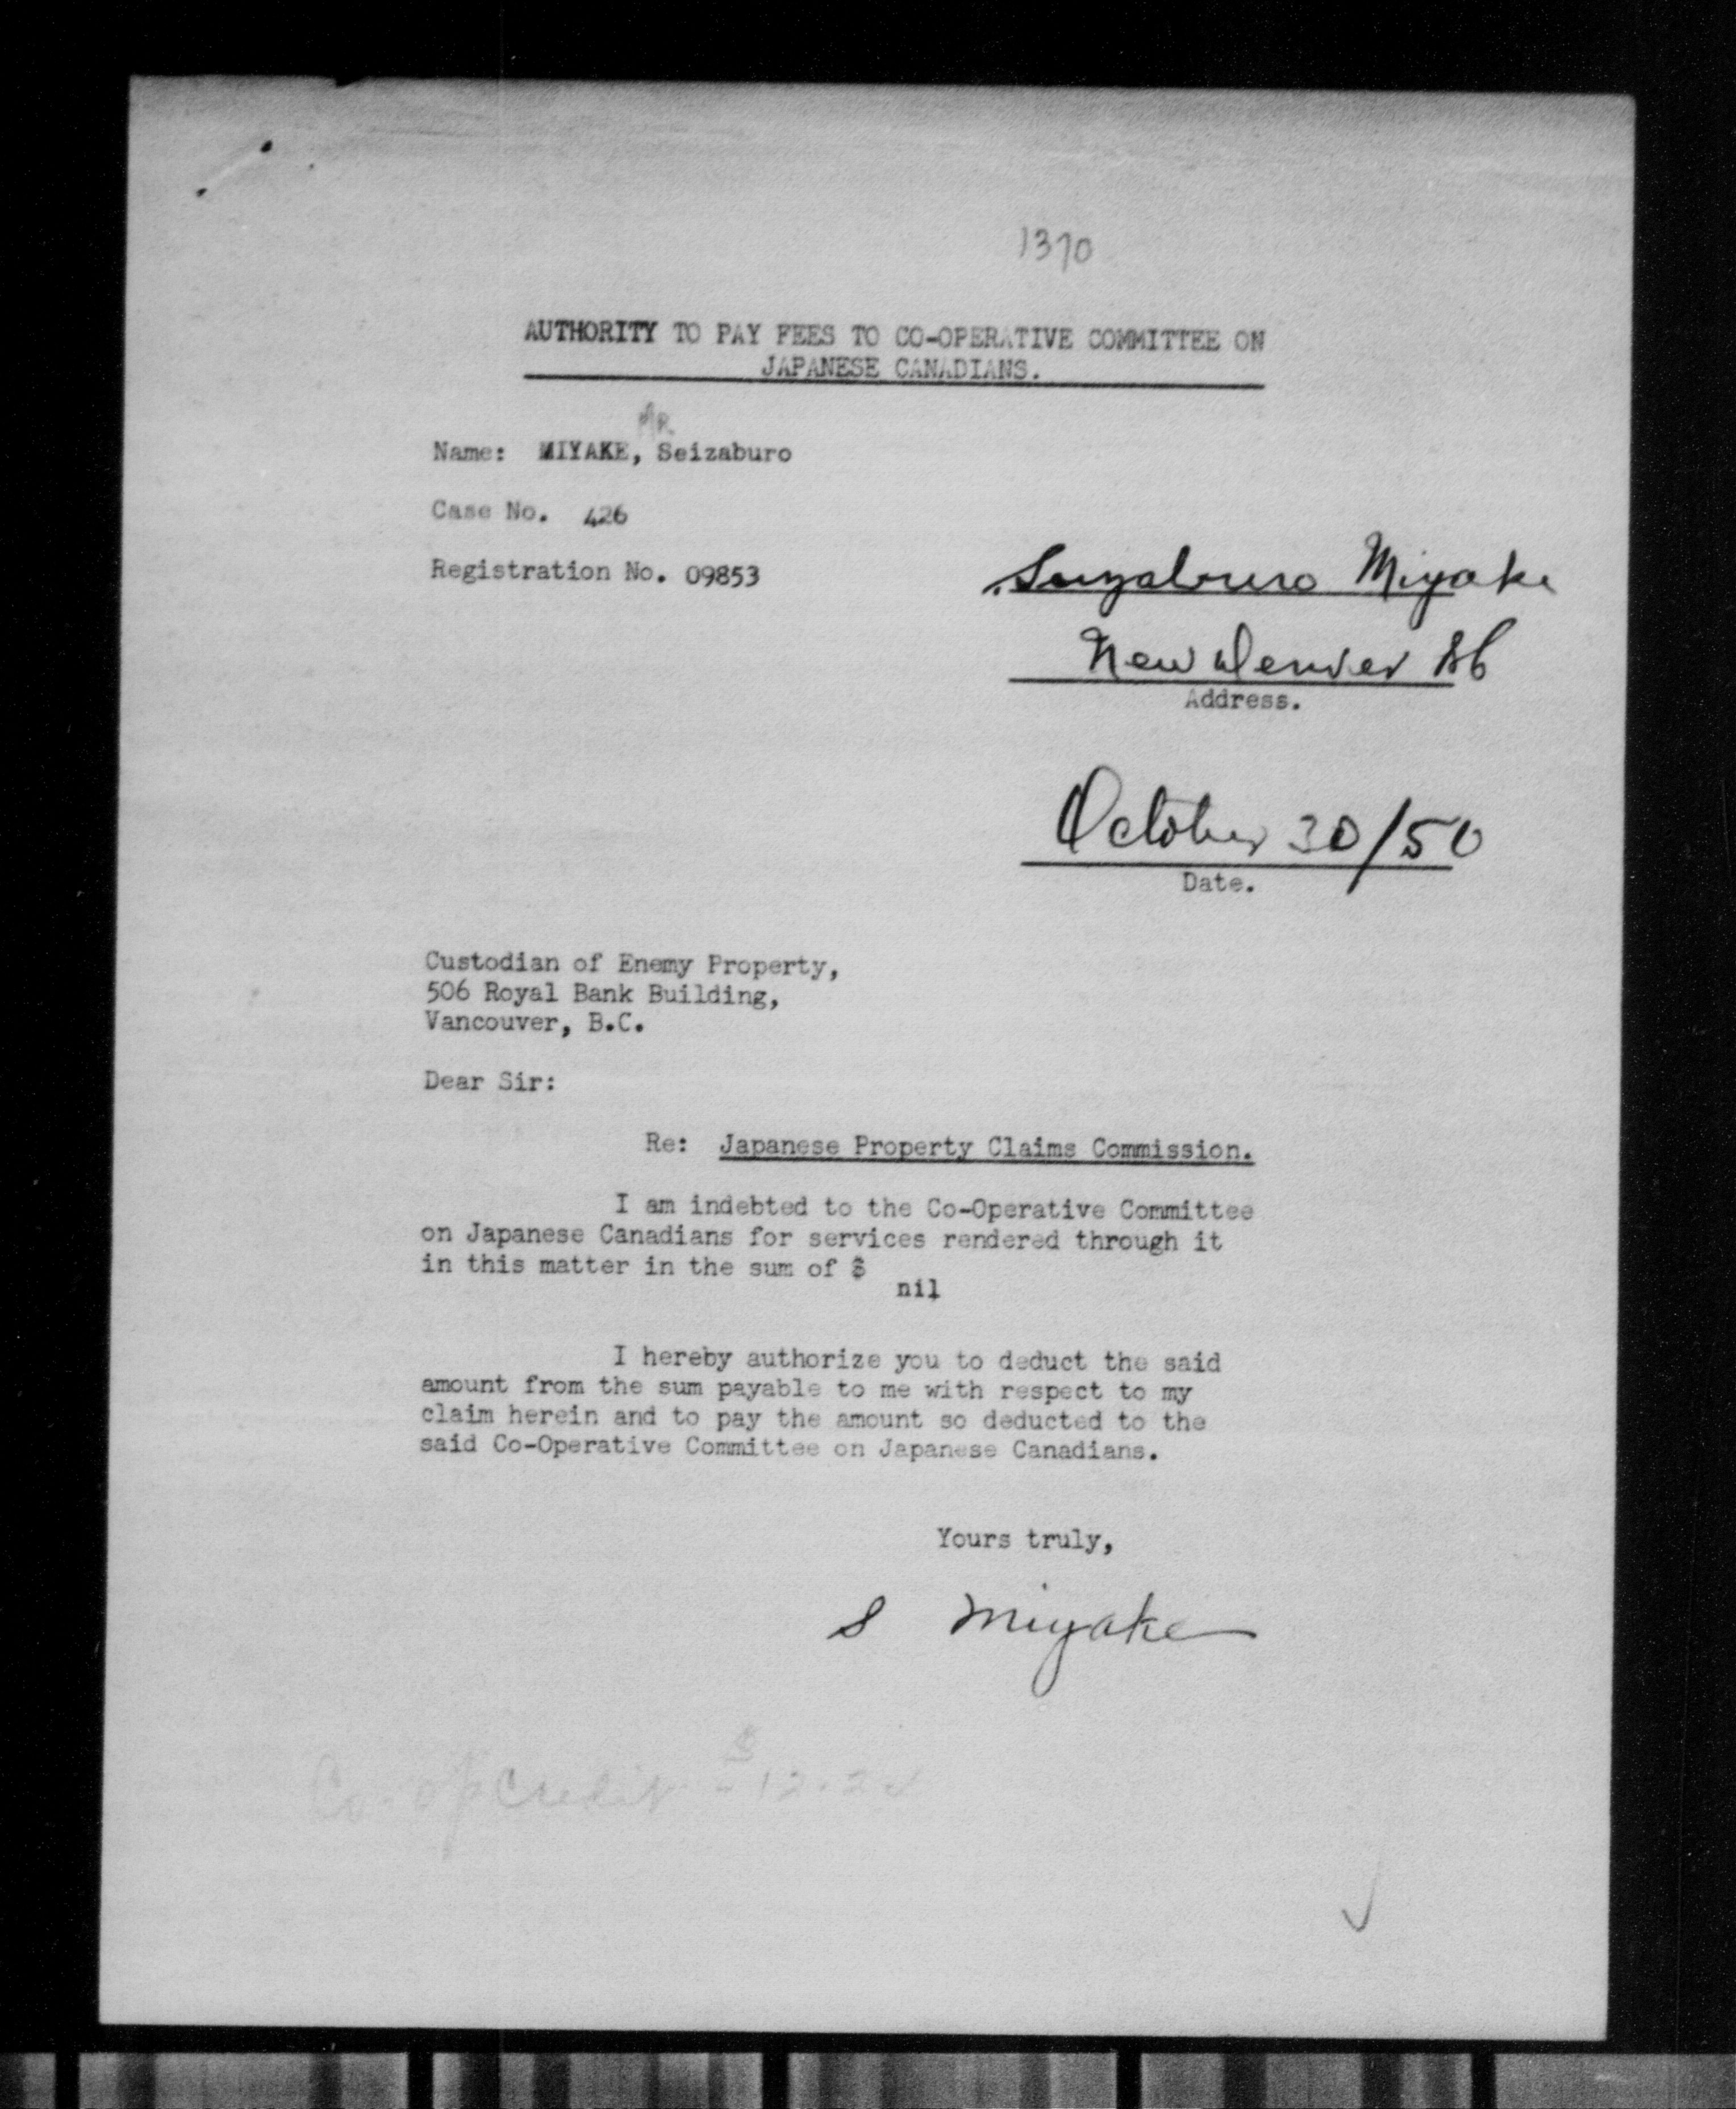 1370
AUTHORITY TO PAY FEES TO CO-OPERATIVE COMMITTEE ON
JAPANESE CANADIANS.
MR
Name: MIYAKE, Seizaburo
Case No. 426
Registration No. 09853
Seizaburo Miyake
New Denver BC
Address.
October 30/50
Date.
Custodian of Enemy Property,
506 Royal Bank Building,
Vancouver, B.C.
Dear Sir:
Re: Japanese Property Claims Commission.
I am indebted to the Co-Operative Committee
on Japanese Canadians for services rendered through it
in this matter in the sum of $
nil
I hereby authorize you to deduct the said
amount from the sum payable to me with respect to my
claim herein and to pay the amount so deducted to the
said Co-Operative Committee on Japanese Canadians.
Yours truly,
S Miyake
Co-op Credit - $